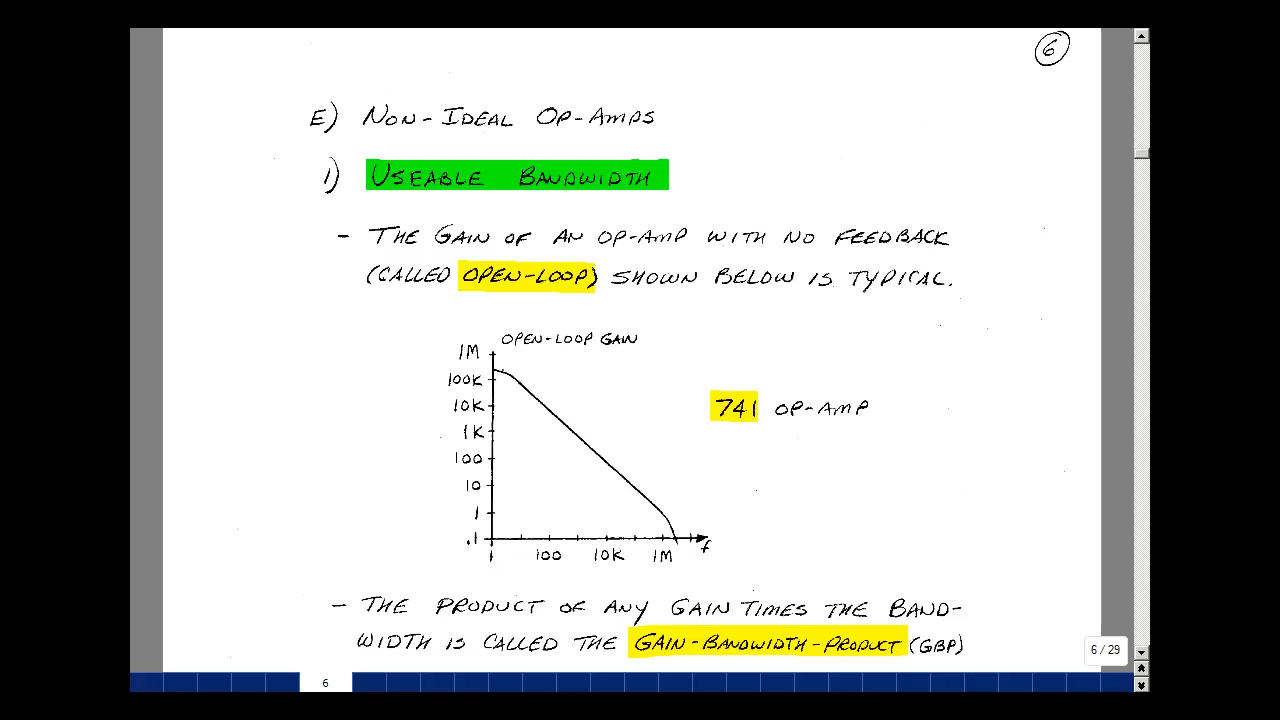 6
E) NON-IDEAL OP-AMPS
1) USEABLE BANDWIDTH
- THE GAIN OF AN OP-AMP WITH NO FEEDBACK
(CALLED OPEN-LOOP) SHOWN BELOW IS TYPICAL.
OPEN-LOOP GAIN
1M
100K
10K
1K
100
10
1
.1
1 100 10K 1M f
741 OP-AMP
- THE PRODUCT OF ANY GAIN TIMES THE BAND-
WIDTH IS CALLED THE GAIN-BANDWIDTH-PRODUCT (GBP)
6 / 29
6